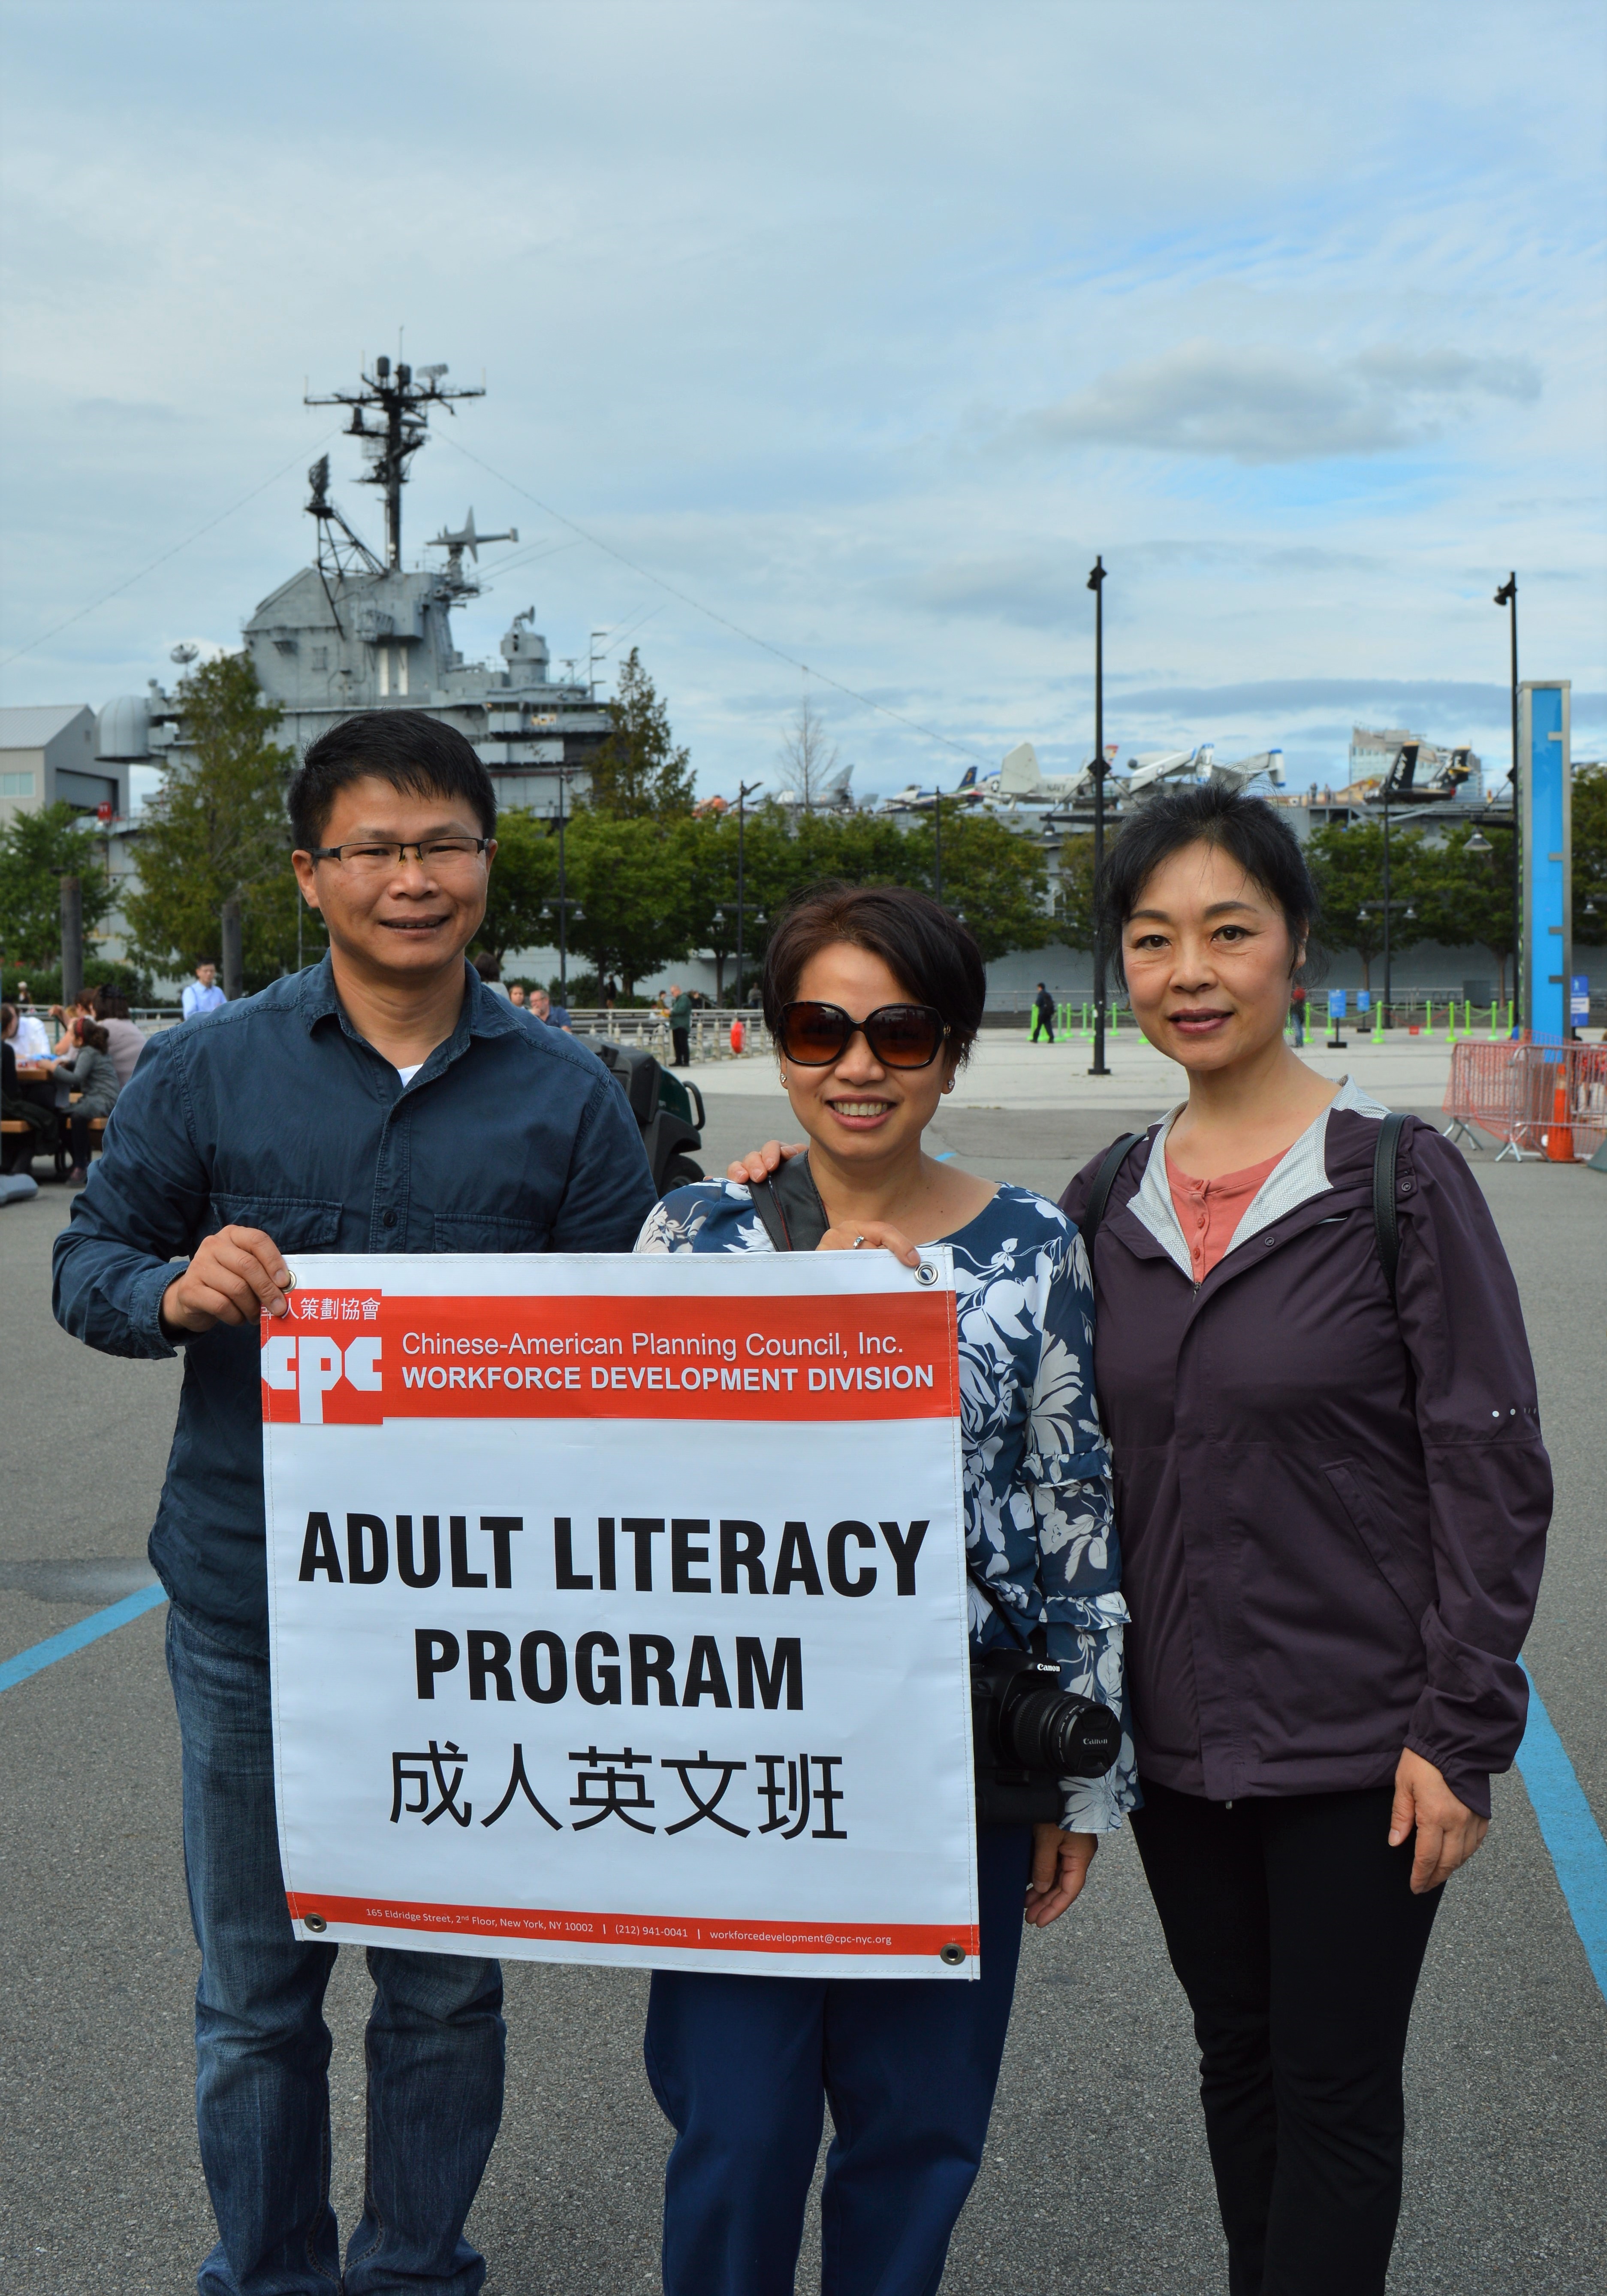 NAVY
人策劃協會
CPC
Chinese-American Planning Council, Inc.
WORKFORCE DEVELOPMENT DIVISION
ADULT LITERACY
PROGRAM
成人英文班
165 Eldridge Street, 2nd Floor, New York, NY 10002 | (212) 941-0041 | workforcedevelopment@cpc-nyc.org
Canon
Canon